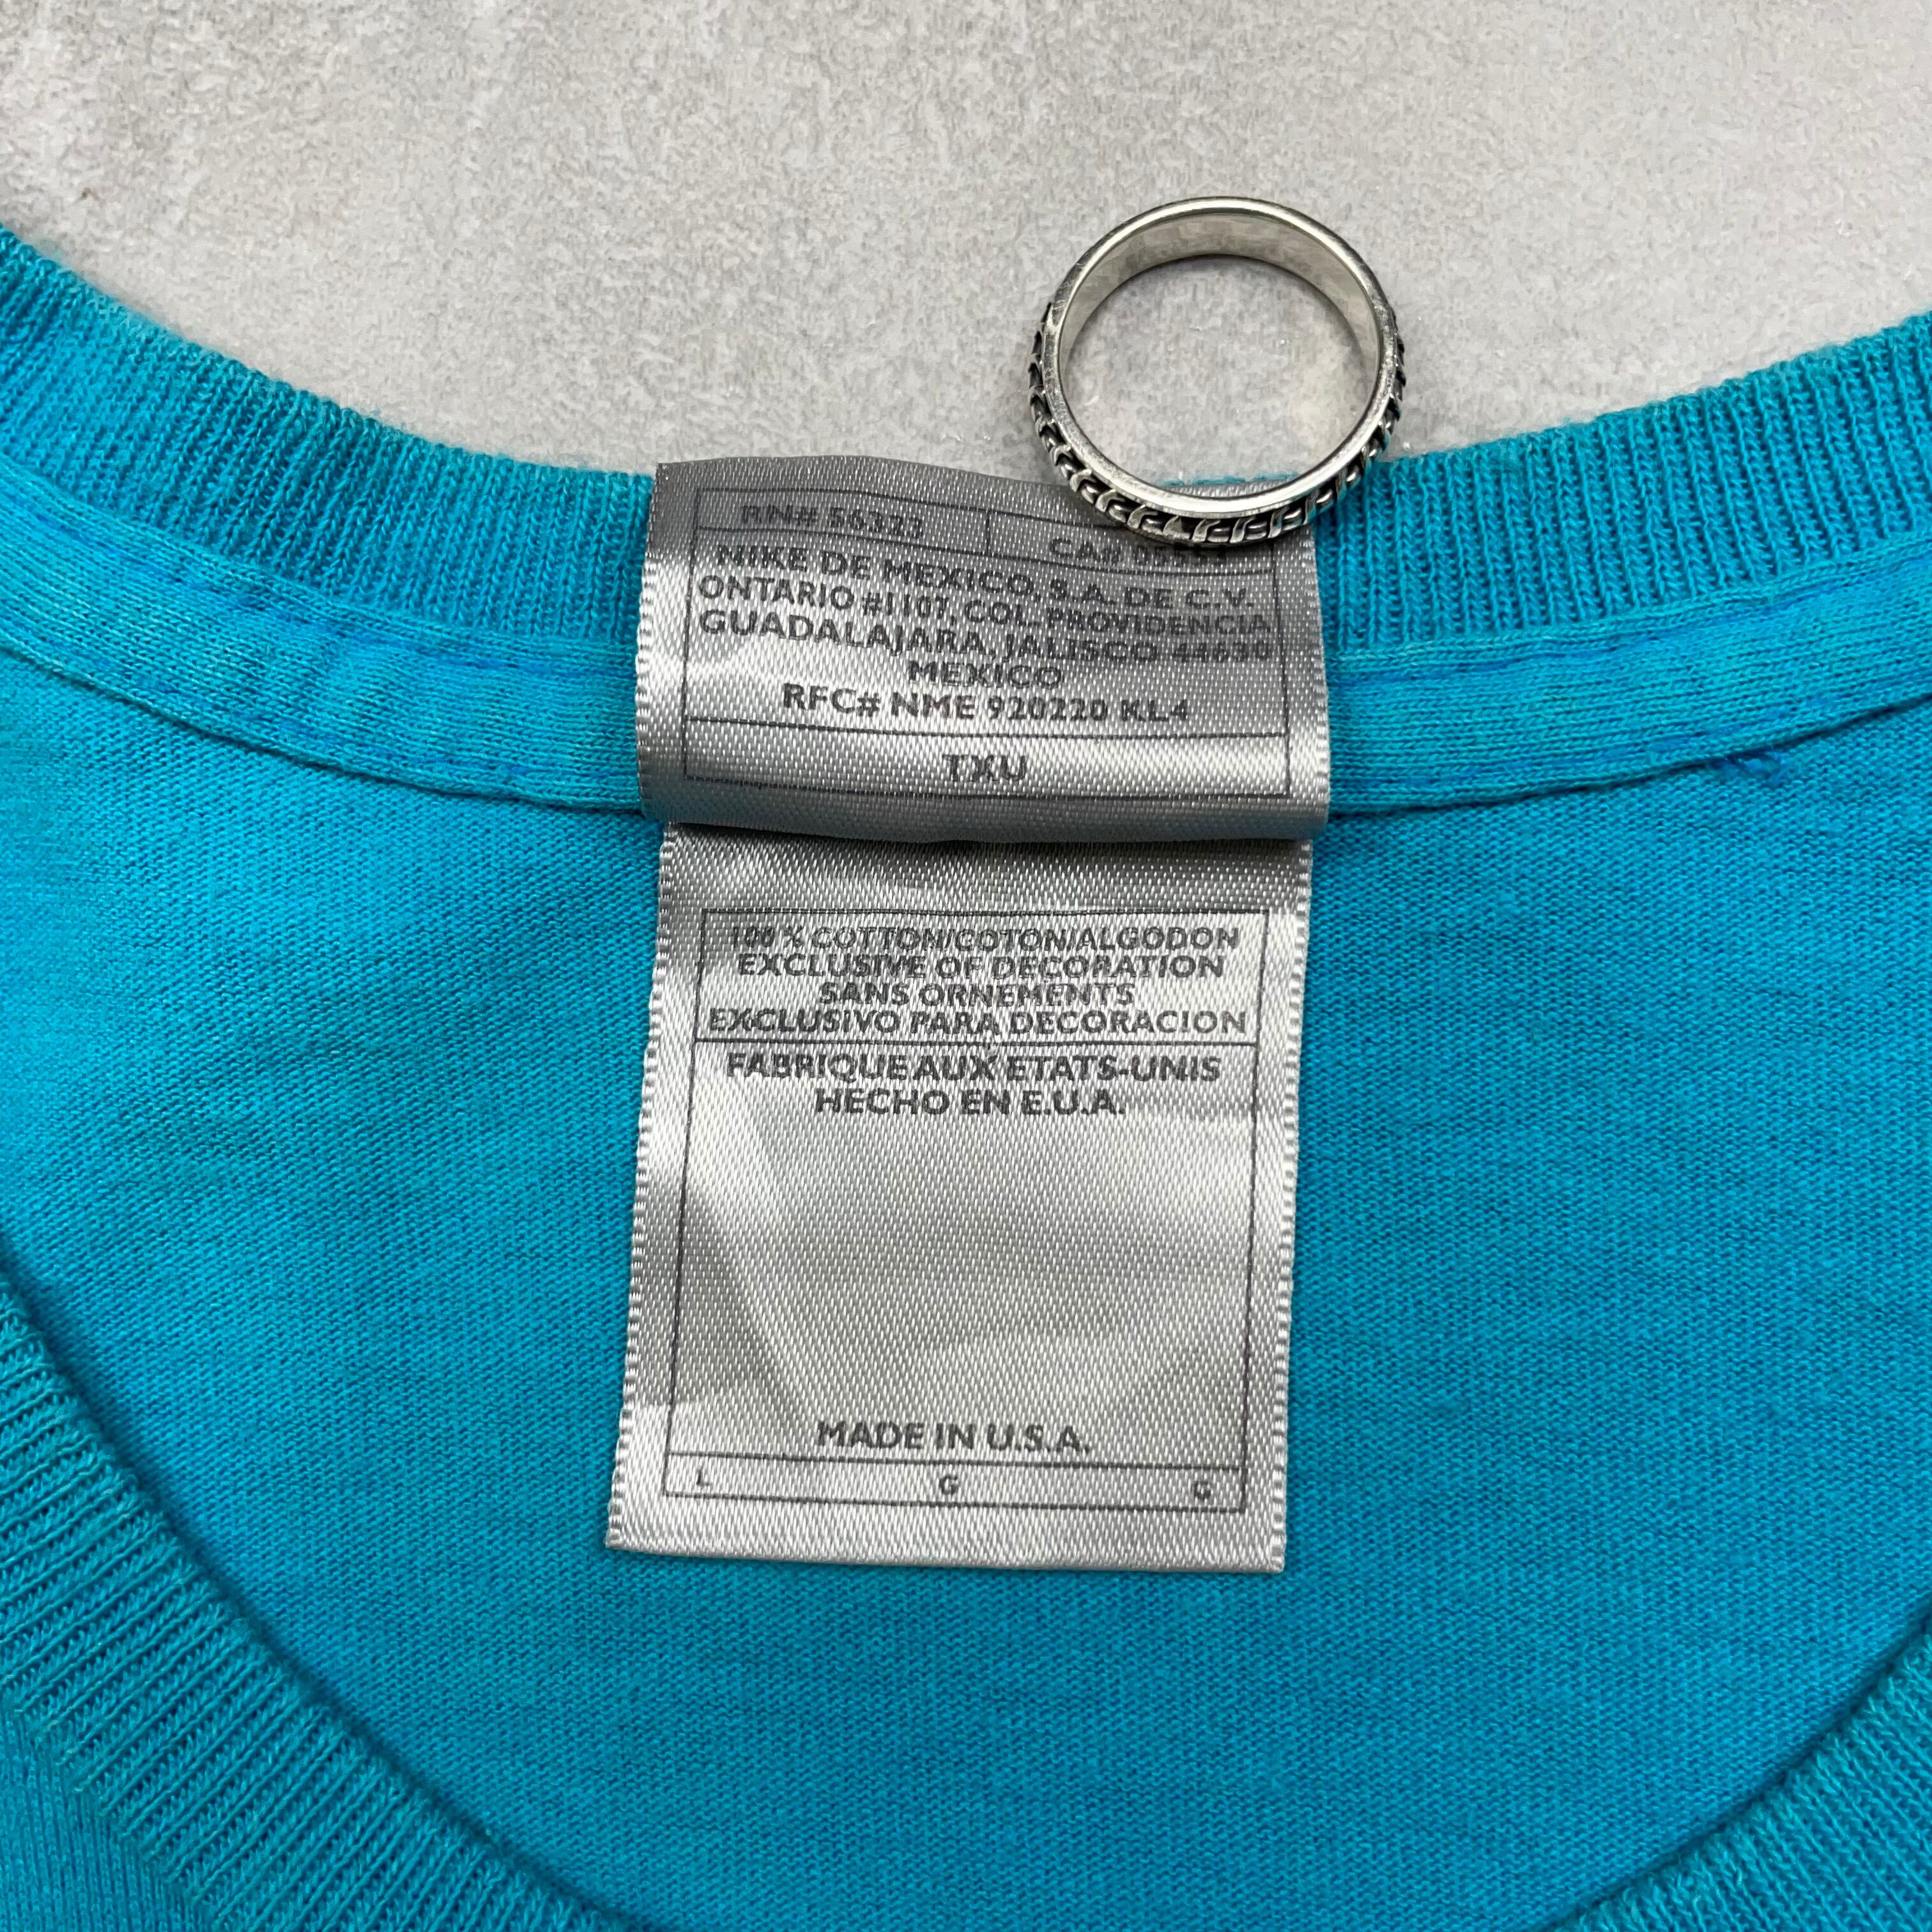 RN# 56323 CA#
NIKE DE MEXICO, S.A. DE C.V.
ONTARIO #1107, COL. PROVIDENCIA
GUADALAJARA, JALISCO 44630
MEXICO
RFC# NME 920220 KL4
TXU
100 % COTTON/COTON/ALGODON
EXCLUSIVE OF DECORATION
SANS ORNEMENTS
EXCLUSIVO PARA DECORACION
FABRIQUE AUX ETATS-UNIS
HECHO EN E.U.A.
MADE IN U.S.A.
L G G